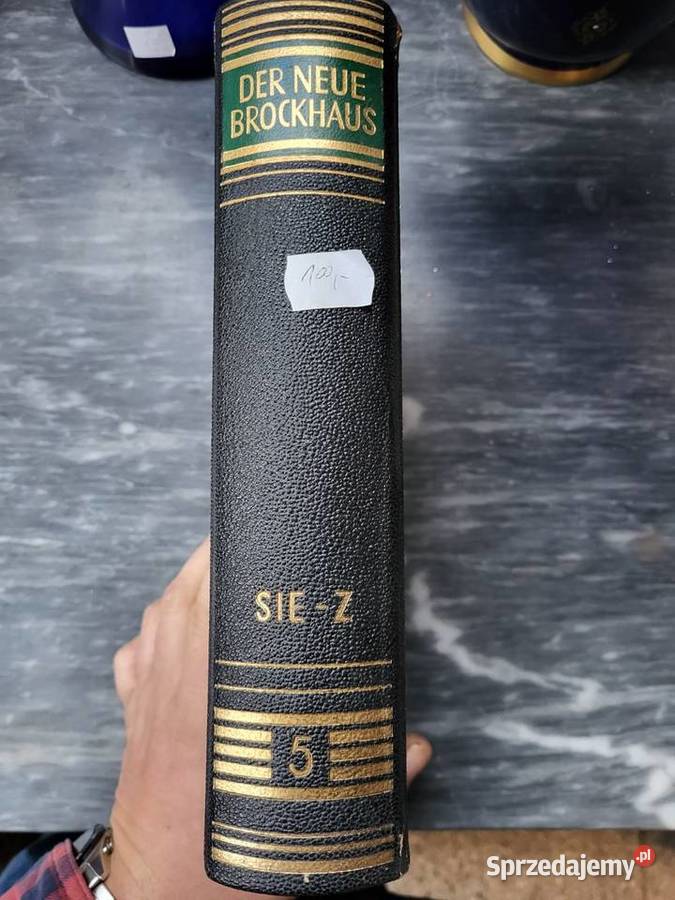 DER NEUE
BROCKHAUS
100,-
SIE-Z
5
Sprzedajemy.pl